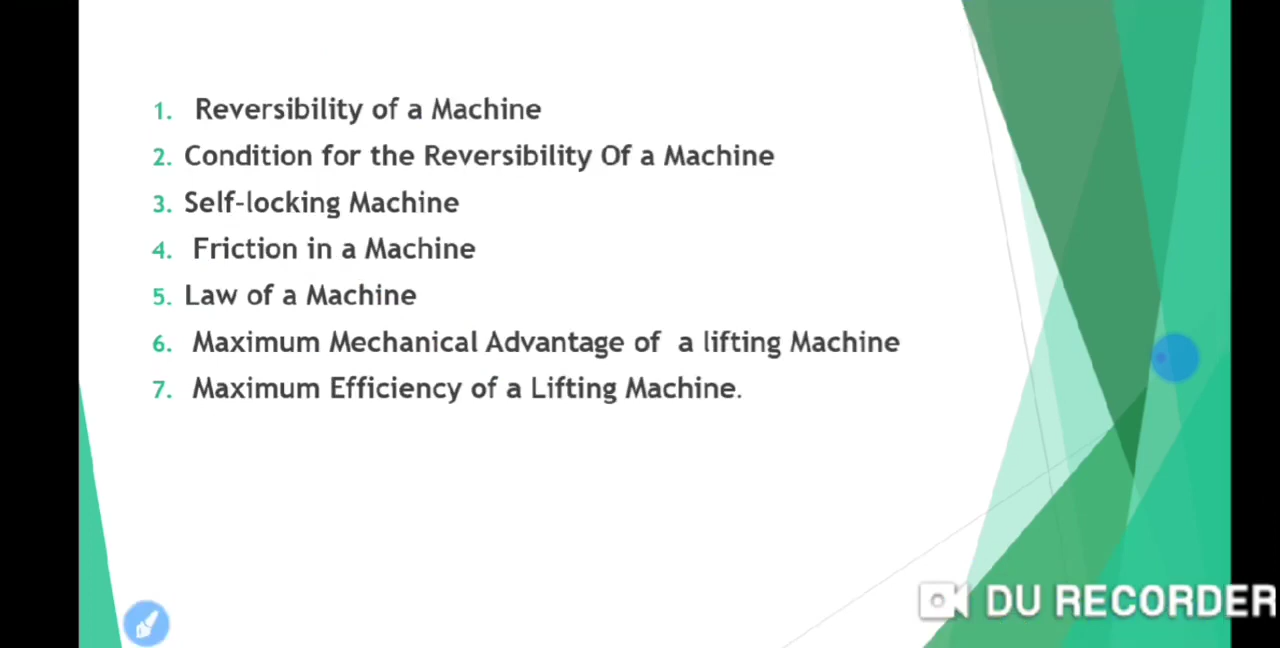 1. Reversibility of a Machine
2. Condition for the Reversibility Of a Machine
3. Self-locking Machine
4. Friction in a Machine
5. Law of a Machine
6. Maximum Mechanical Advantage of a lifting Machine
7. Maximum Efficiency of a Lifting Machine.
DU RECORDER